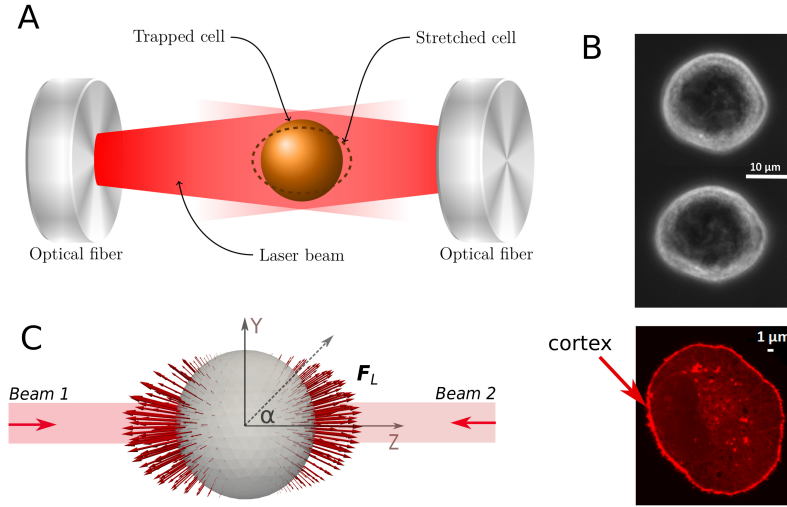 A
Trapped cell
Stretched cell
Optical fiber
Laser beam
Optical fiber
B
10 μm
cortex
1 μm
C
Y
F_L
Beam 1
Beam 2
α
Z